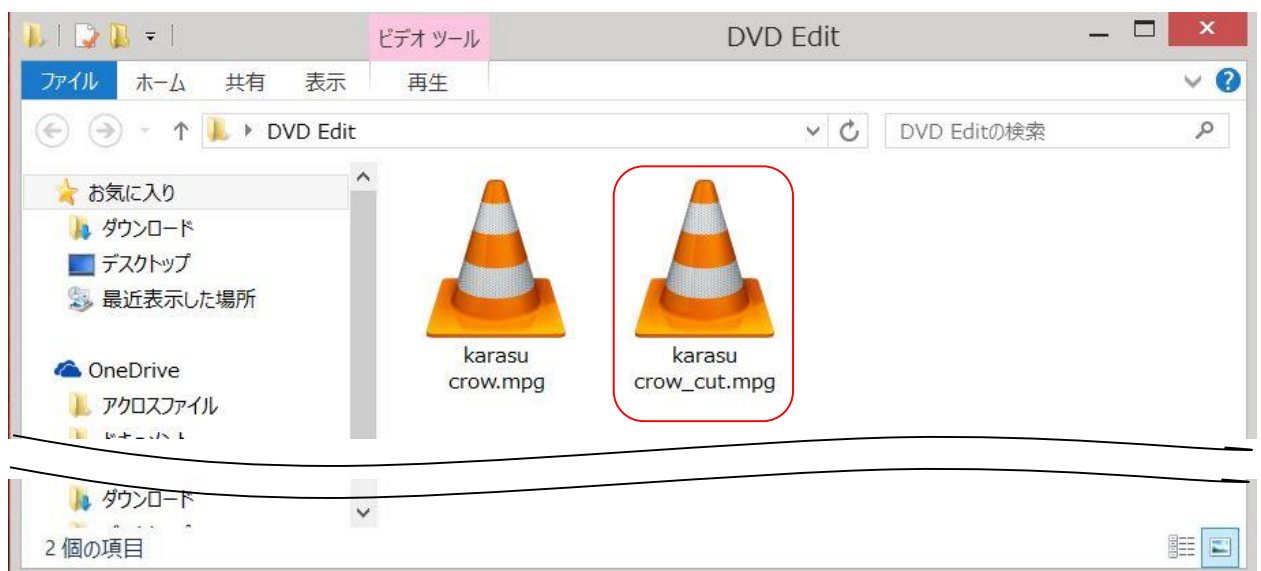 ビデオ ツール
DVD Edit
ファイル ホーム 共有 表示 再生
DVD Edit
DVD Editの検索
お気に入り
ダウンロード
デスクトップ
最近表示した場所
OneDrive
アクロスファイル
karasu
crow.mpg
karasu
crow_cut.mpg
ダウンロード
2 個の項目